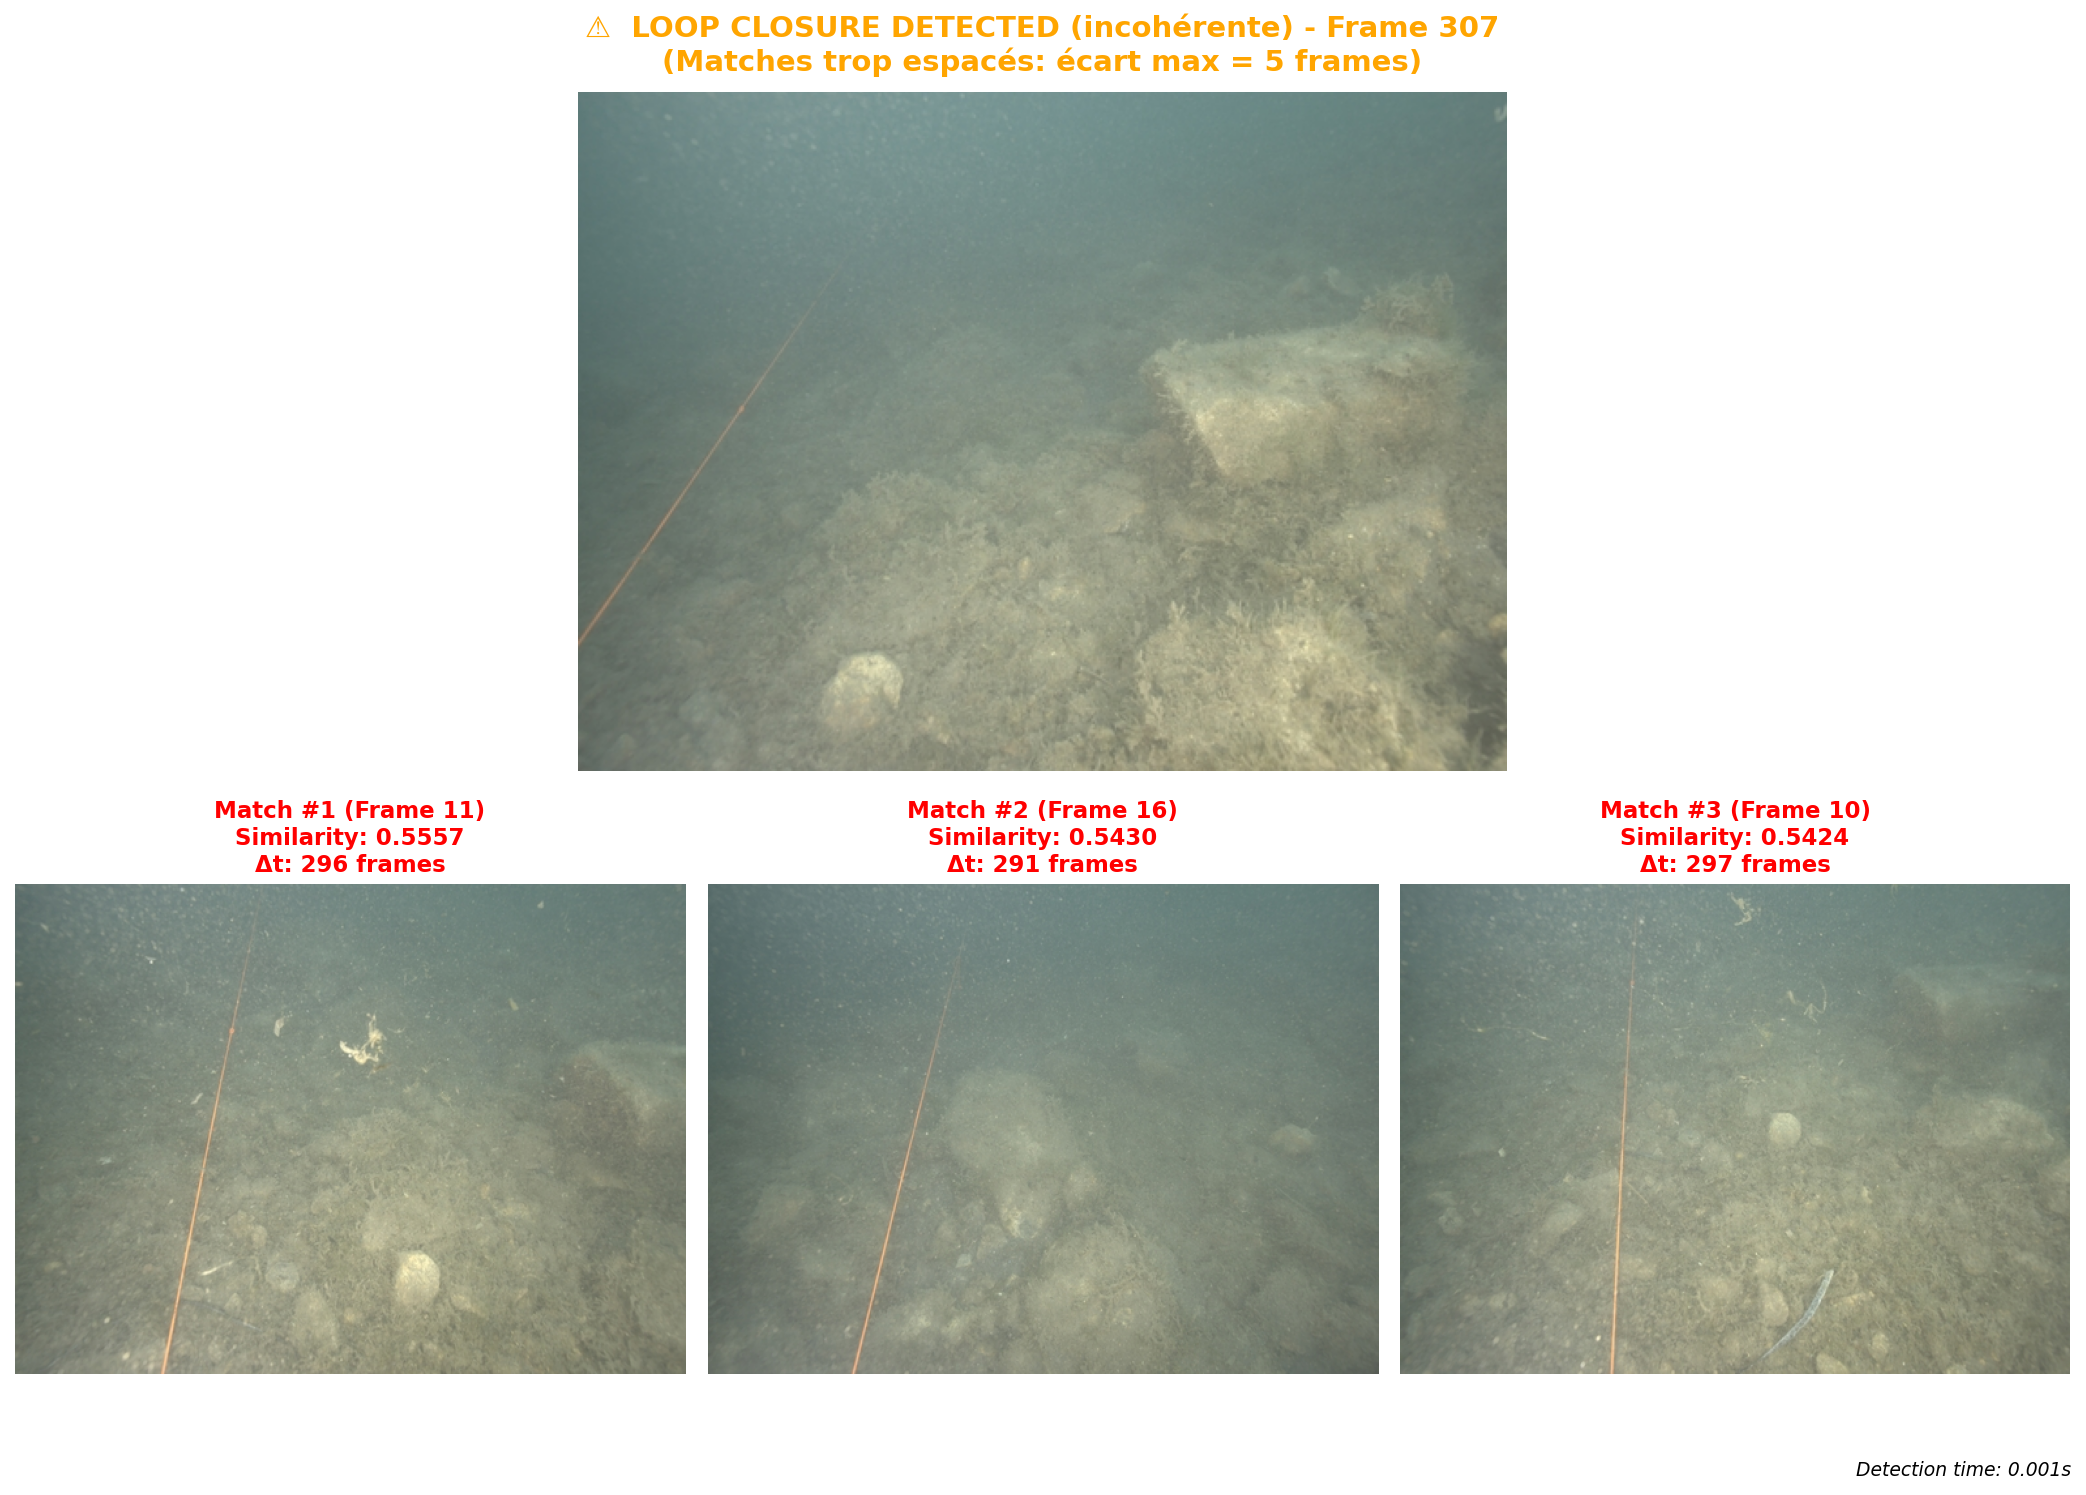 ⚠ LOOP CLOSURE DETECTED (incohérente) - Frame 307
(Matches trop espacés: écart max = 5 frames)
Match #1 (Frame 11)
Similarity: 0.5557
Δt: 296 frames
Match #2 (Frame 16)
Similarity: 0.5430
Δt: 291 frames
Match #3 (Frame 10)
Similarity: 0.5424
Δt: 297 frames
Detection time: 0.001s